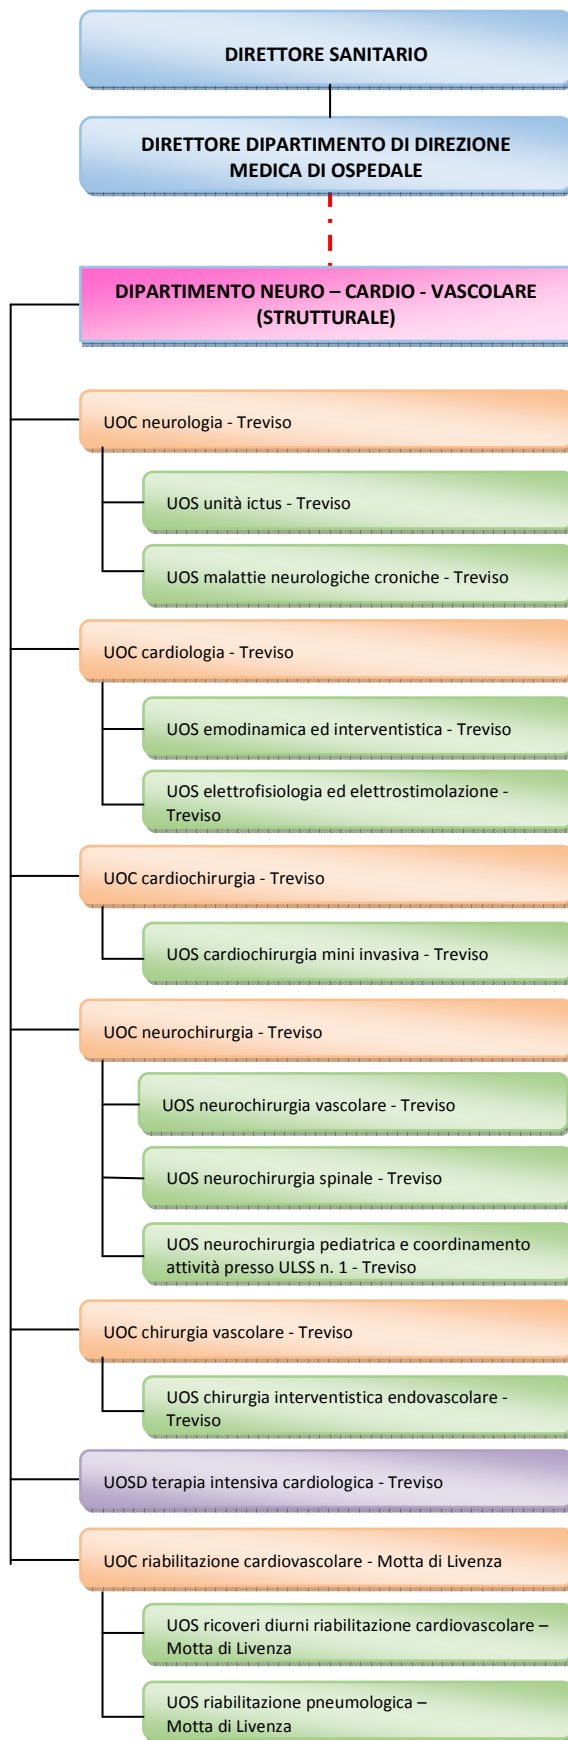 DIRETTORE SANITARIO
DIRETTORE DIPARTIMENTO DI DIREZIONE
MEDICA DI OSPEDALE
DIPARTIMENTO NEURO – CARDIO - VASCOLARE
(STRUTTURALE)
UOC neurologia - Treviso
UOS unità ictus - Treviso
UOS malattie neurologiche croniche - Treviso
UOC cardiologia - Treviso
UOS emodinamica ed interventistica - Treviso
UOS elettrofisiologia ed elettrostimolazione -
Treviso
UOC cardiochirurgia - Treviso
UOS cardiochirurgia mini invasiva - Treviso
UOC neurochirurgia - Treviso
UOS neurochirurgia vascolare - Treviso
UOS neurochirurgia spinale - Treviso
UOS neurochirurgia pediatrica e coordinamento
attività presso ULSS n. 1 - Treviso
UOC chirurgia vascolare - Treviso
UOS chirurgia interventistica endovascolare -
Treviso
UOSD terapia intensiva cardiologica - Treviso
UOC riabilitazione cardiovascolare - Motta di Livenza
UOS ricoveri diurni riabilitazione cardiovascolare –
Motta di Livenza
UOS riabilitazione pneumologica –
Motta di Livenza